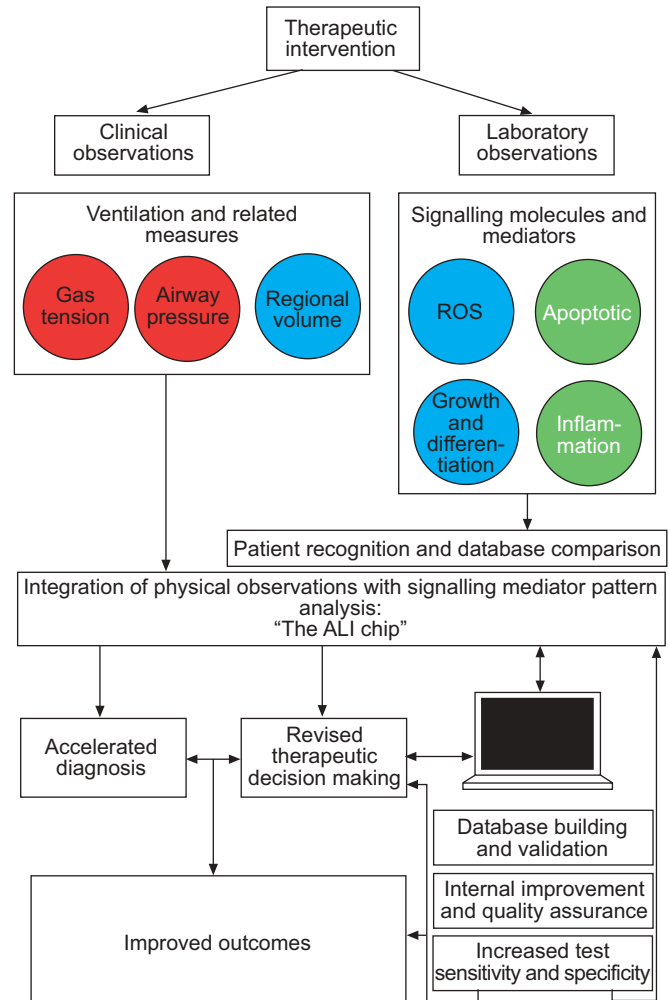 Therapeutic
intervention
Clinical
observations
Laboratory
observations
Ventilation and related
measures
Gas
tension
Airway
pressure
Regional
volume
Signalling molecules and
mediators
ROS
Apoptotic
Growth
and
differen-
tiation
Inflam-
mation
Patient recognition and database comparison
Integration of physical observations with signalling mediator pattern
analysis:
“The ALI chip”
Accelerated
diagnosis
Revised
therapeutic
decision making
Database building
and validation
Internal improvement
and quality assurance
Increased test
sensitivity and specificity
Improved outcomes